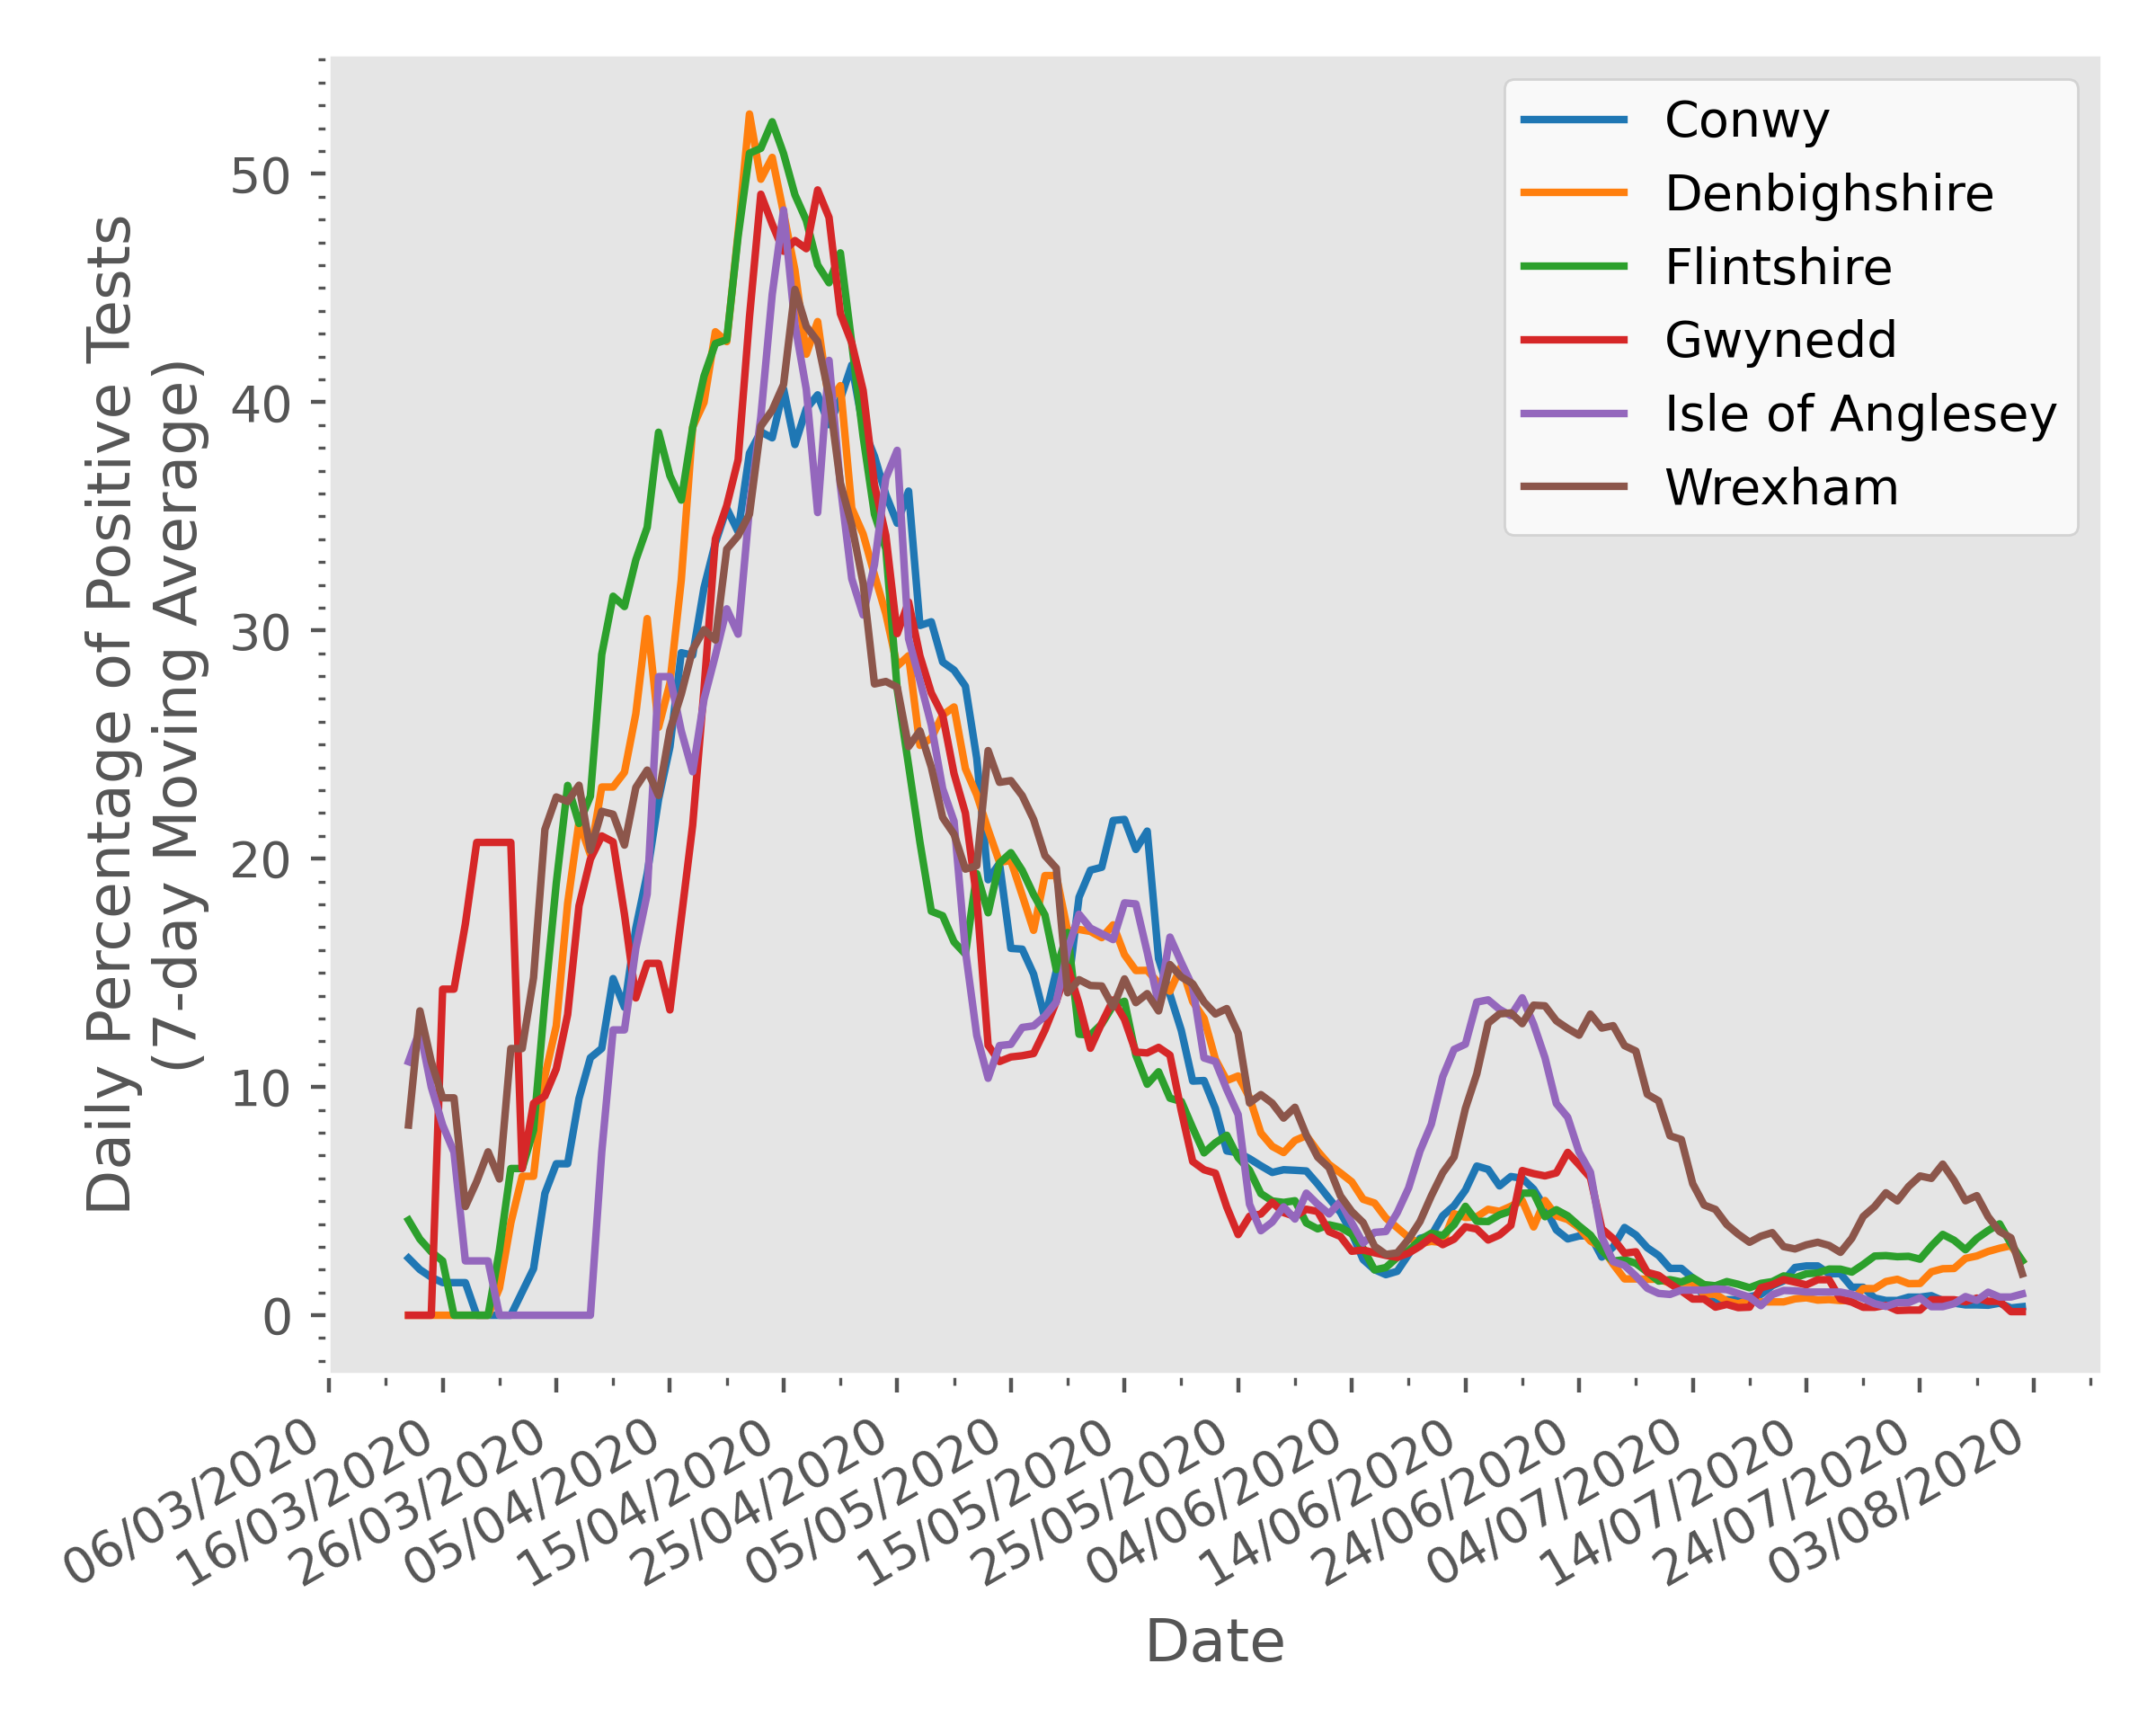 Daily Percentage of Positive Tests
(7-day Moving Average)
50
40
30
20
10
0
Conwy
Denbighshire
Flintshire
Gwynedd
Isle of Anglesey
Wrexham
06/03/2020
16/03/2020
26/03/2020
05/04/2020
15/04/2020
25/04/2020
05/05/2020
15/05/2020
25/05/2020
04/06/2020
14/06/2020
24/06/2020
04/07/2020
14/07/2020
24/07/2020
03/08/2020
Date